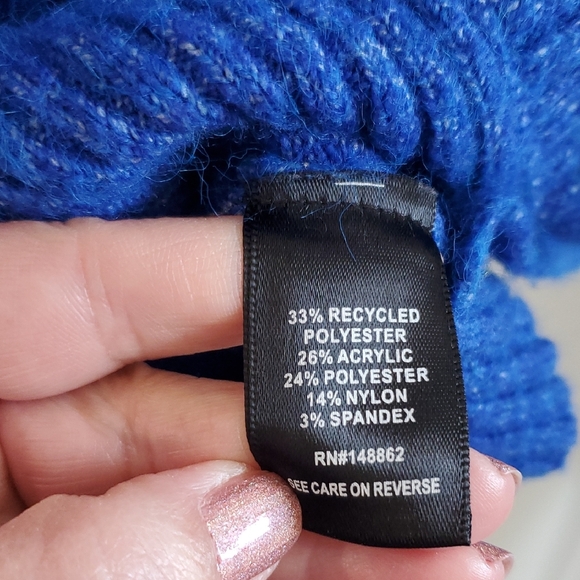 33% RECYCLED
POLYESTER
26% ACRYLIC
24% POLYESTER
14% NYLON
3% SPANDEX
RN#148862
SEE CARE ON REVERSE